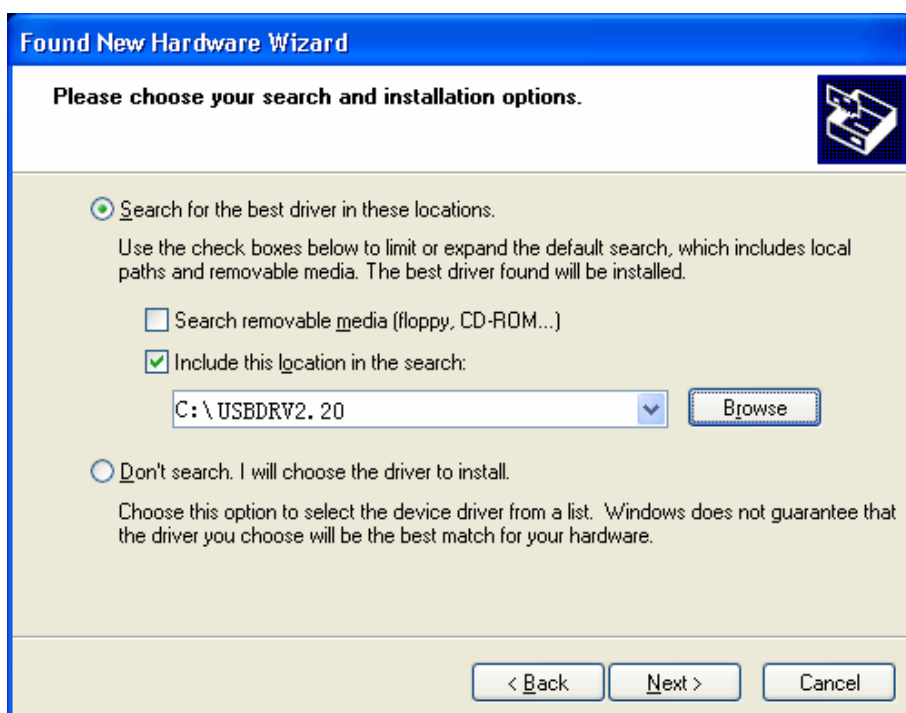 Found New Hardware Wizard
Please choose your search and installation options.
Search for the best driver in these locations.
Use the check boxes below to limit or expand the default search, which includes local
paths and removable media. The best driver found will be installed.
Search removable media (floppy, CD-ROM...)
Include this location in the search:
C:\USBDRV2.20
Browse
Don't search. I will choose the driver to install.
Choose this option to select the device driver from a list. Windows does not guarantee that
the driver you choose will be the best match for your hardware.
< Back Next > Cancel